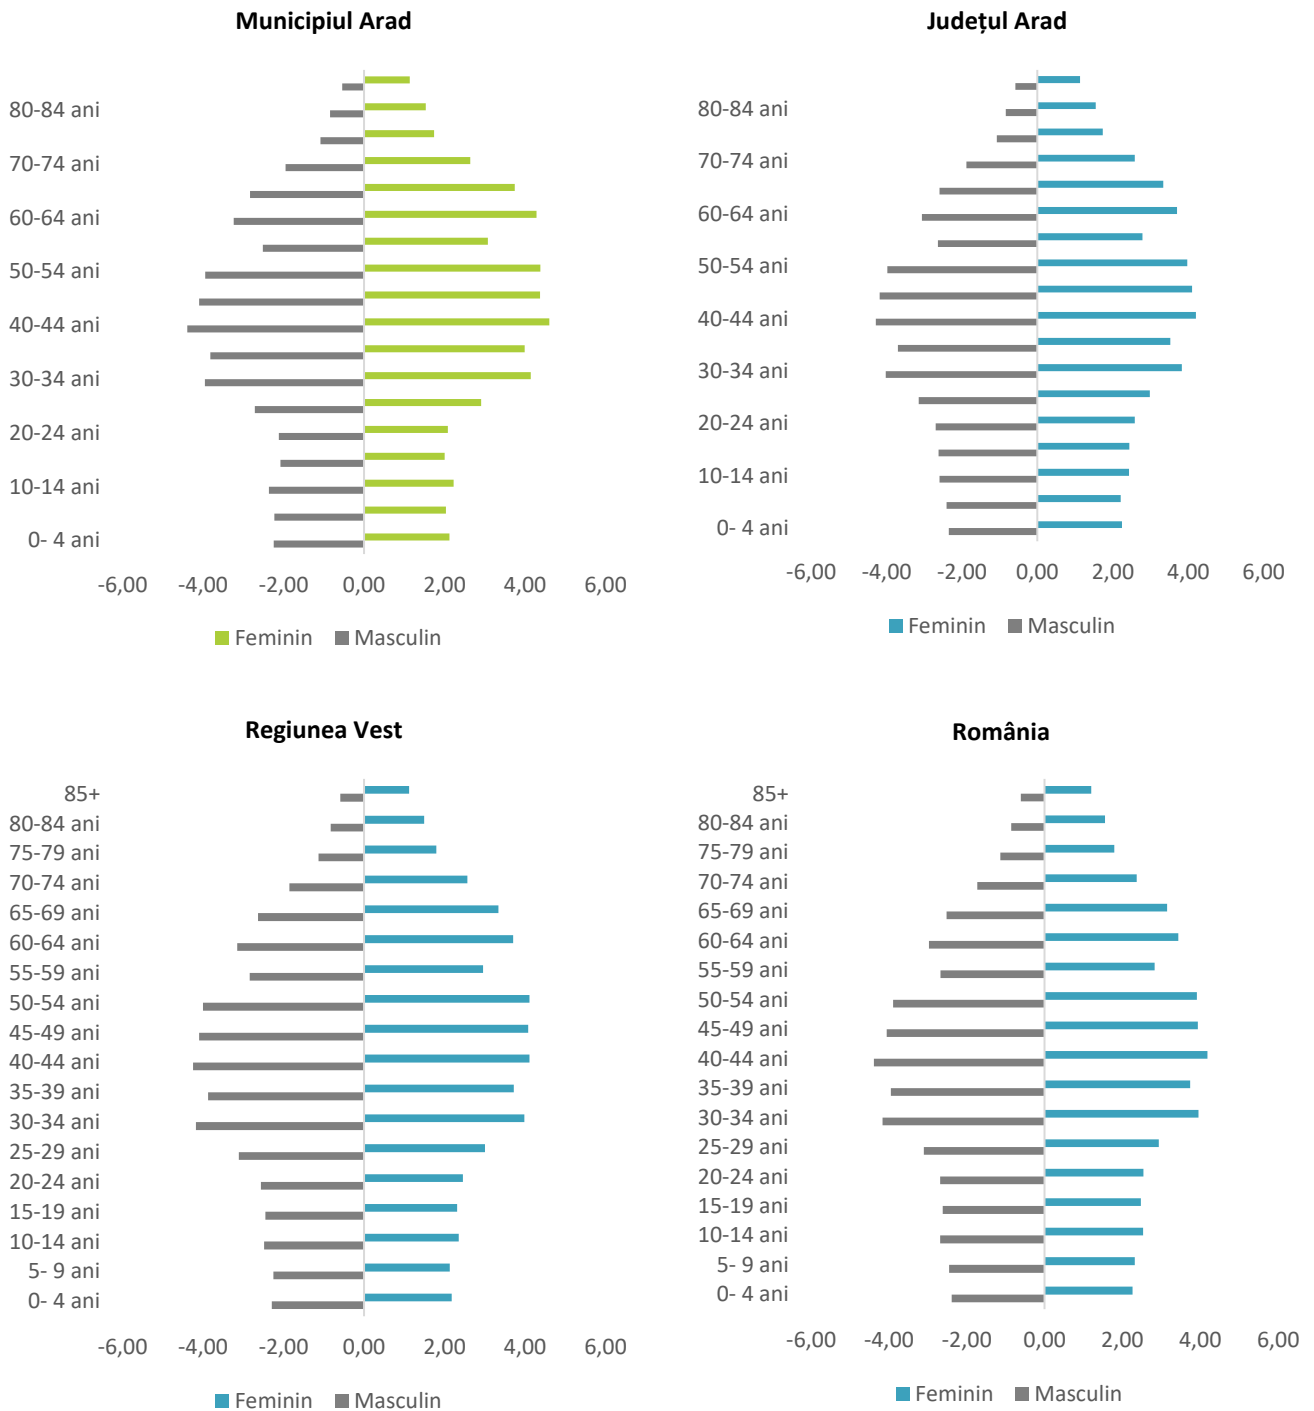 Municipiul Arad
80-84 ani
70-74 ani
60-64 ani
50-54 ani
40-44 ani
30-34 ani
20-24 ani
10-14 ani
0- 4 ani
-6,00 -4,00 -2,00 0,00 2,00 4,00 6,00
Feminin Masculin
Județul Arad
80-84 ani
70-74 ani
60-64 ani
50-54 ani
40-44 ani
30-34 ani
20-24 ani
10-14 ani
0- 4 ani
-6,00 -4,00 -2,00 0,00 2,00 4,00 6,00
Feminin Masculin
Regiunea Vest
85+
80-84 ani
75-79 ani
70-74 ani
65-69 ani
60-64 ani
55-59 ani
50-54 ani
45-49 ani
40-44 ani
35-39 ani
30-34 ani
25-29 ani
20-24 ani
15-19 ani
10-14 ani
5- 9 ani
0- 4 ani
-6,00 -4,00 -2,00 0,00 2,00 4,00 6,00
Feminin Masculin
România
85+
80-84 ani
75-79 ani
70-74 ani
65-69 ani
60-64 ani
55-59 ani
50-54 ani
45-49 ani
40-44 ani
35-39 ani
30-34 ani
25-29 ani
20-24 ani
15-19 ani
10-14 ani
5- 9 ani
0- 4 ani
-6,00 -4,00 -2,00 0,00 2,00 4,00 6,00
Feminin Masculin